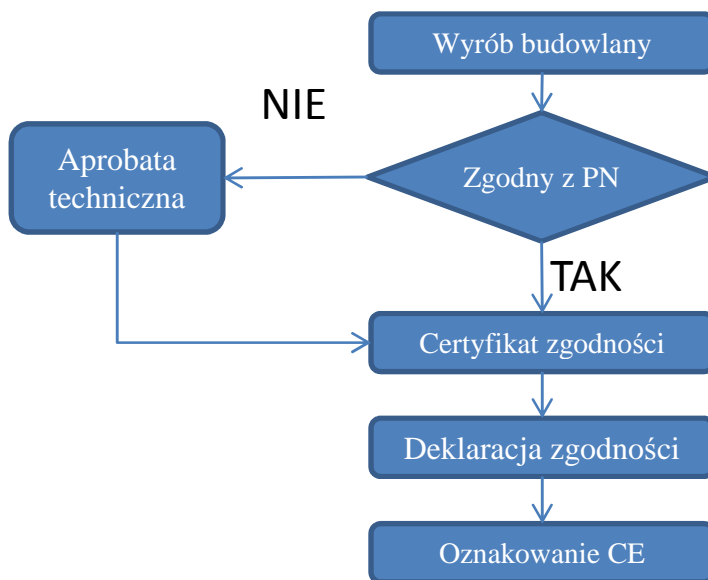 Wyrób budowlany
NIE
Aprobata
techniczna
Zgodny z PN
TAK
Certyfikat zgodności
Deklaracja zgodności
Oznakowanie CE